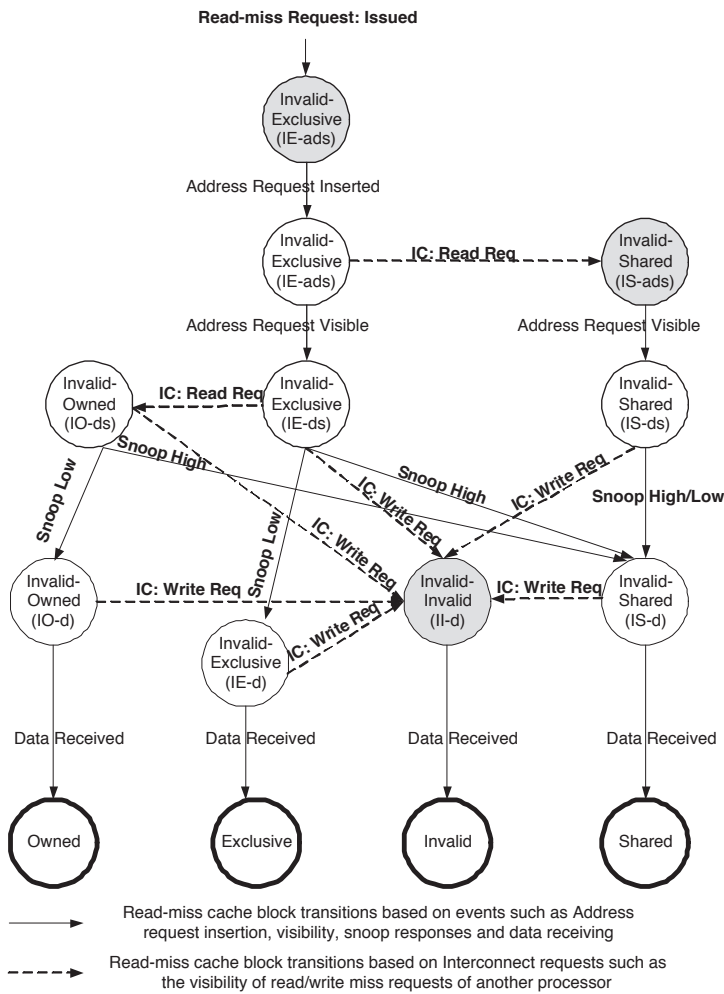 Read-miss Request: Issued
Invalid-
Exclusive
(IE-ads)
Address Request Inserted
Invalid-
Exclusive
(IE-ads)
IC: Read Req
Invalid-
Shared
(IS-ads)
Address Request Visible
Address Request Visible
Invalid-
Owned
(IO-ds)
IC: Read Req
Invalid-
Exclusive
(IE-ds)
Invalid-
Shared
(IS-ds)
Snoop Low
Snoop High
Snoop Low
IC: Write Req
IC: Write Req
Snoop High
IC: Write Req
Snoop High/Low
Invalid-
Owned
(IO-d)
IC: Write Req
Invalid-
Exclusive
(IE-d)
IC: Write Req
Invalid-
Invalid
(II-d)
IC: Write Req
Invalid-
Shared
(IS-d)
Data Received
Data Received
Data Received
Data Received
Owned
Exclusive
Invalid
Shared
Read-miss cache block transitions based on events such as Address
request insertion, visibility, snoop responses and data receiving
Read-miss cache block transitions based on Interconnect requests such as
the visibility of read/write miss requests of another processor